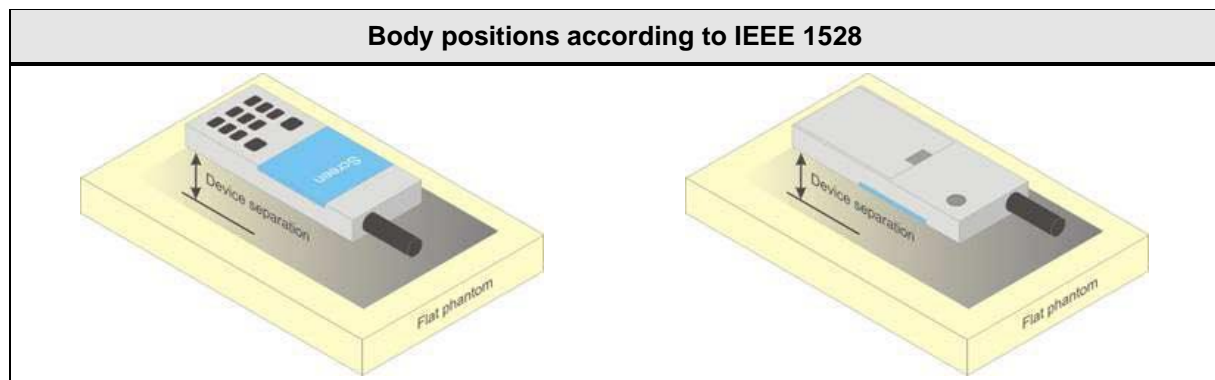 Body positions according to IEEE 1528
Screen
Device separation
Flat phantom
Device separation
Flat phantom